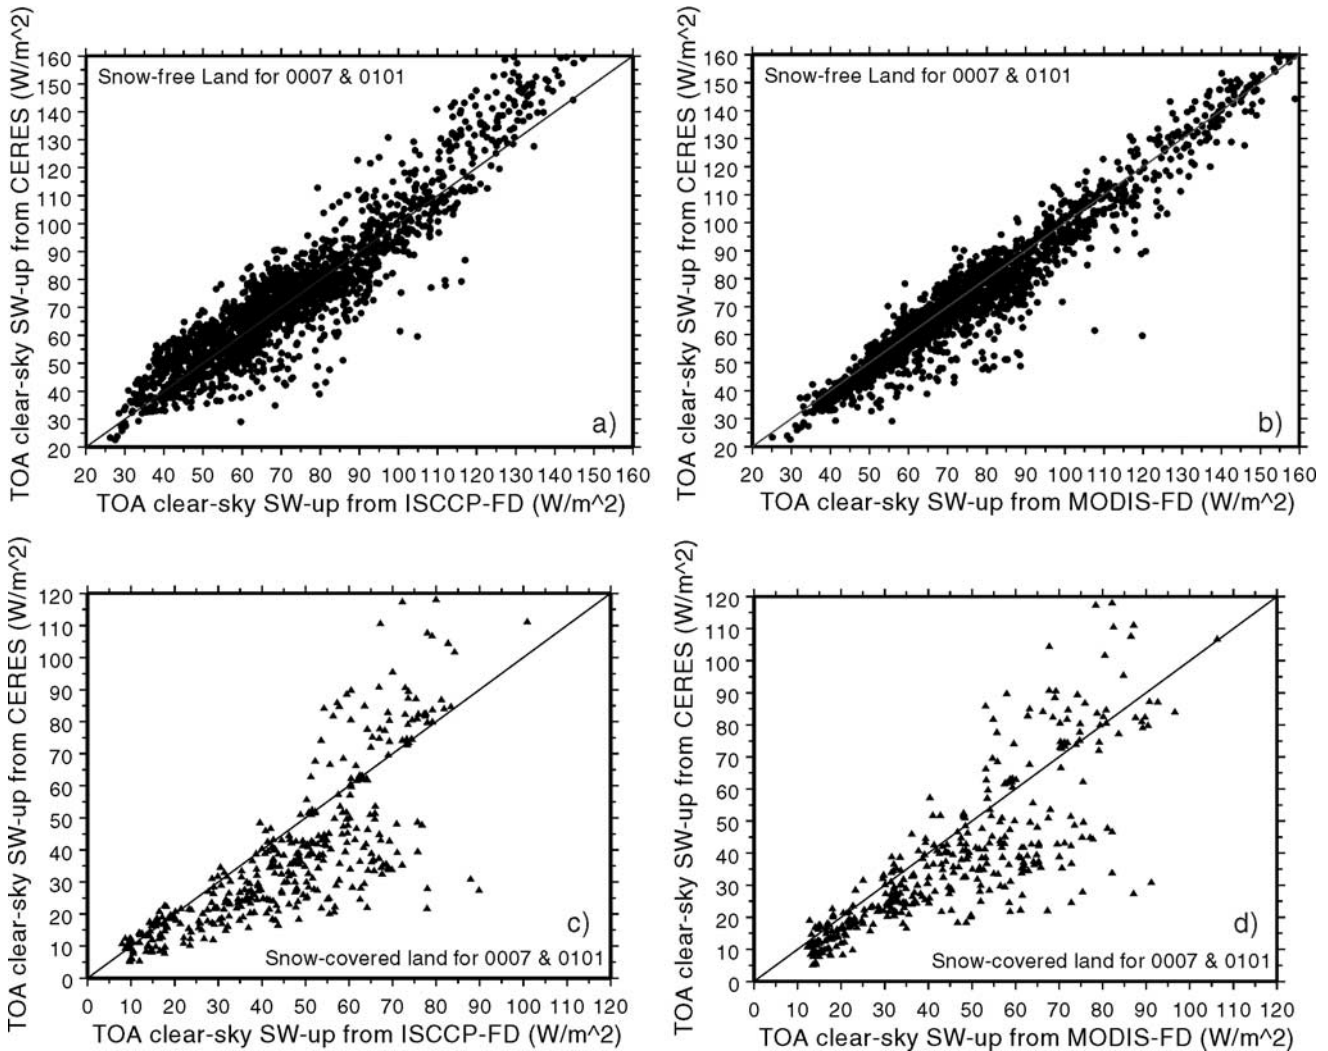 TOA clear-sky SW-up from CERES (W/m^2)
160
150
140
130
120
110
100
90
80
70
60
50
40
30
20
Snow-free Land for 0007 & 0101
a)
20 30 40 50 60 70 80 90 100 110 120 130 140 150 160
TOA clear-sky SW-up from ISCCP-FD (W/m^2)
TOA clear-sky SW-up from CERES (W/m^2)
160
150
140
130
120
110
100
90
80
70
60
50
40
30
20
Snow-free Land for 0007 & 0101
b)
20 30 40 50 60 70 80 90 100 110 120 130 140 150 160
TOA clear-sky SW-up from MODIS-FD (W/m^2)
TOA clear-sky SW-up from CERES (W/m^2)
120
110
100
90
80
70
60
50
40
30
20
10
0
c)
Snow-covered land for 0007 & 0101
0 10 20 30 40 50 60 70 80 90 100 110 120
TOA clear-sky SW-up from ISCCP-FD (W/m^2)
TOA clear-sky SW-up from CERES (W/m^2)
120
110
100
90
80
70
60
50
40
30
20
10
0
d)
Snow-covered land for 0007 & 0101
0 10 20 30 40 50 60 70 80 90 100 110 120
TOA clear-sky SW-up from MODIS-FD (W/m^2)